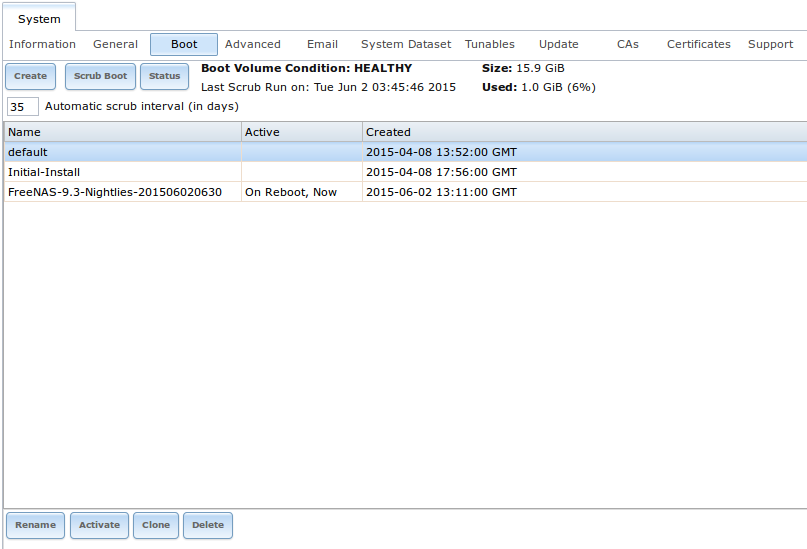 System
Information General Boot Advanced Email System Dataset Tunables Update CAs Certificates Support
Create Scrub Boot Status Boot Volume Condition: HEALTHY Size: 15.9 GiB
Last Scrub Run on: Tue Jun 2 03:45:46 2015 Used: 1.0 GiB (6%)
35 Automatic scrub interval (in days)
Name Active Created
default 2015-04-08 13:52:00 GMT
Initial-Install 2015-04-08 17:56:00 GMT
FreeNAS-9.3-Nightlies-201506020630 On Reboot, Now 2015-06-02 13:11:00 GMT
Rename Activate Clone Delete